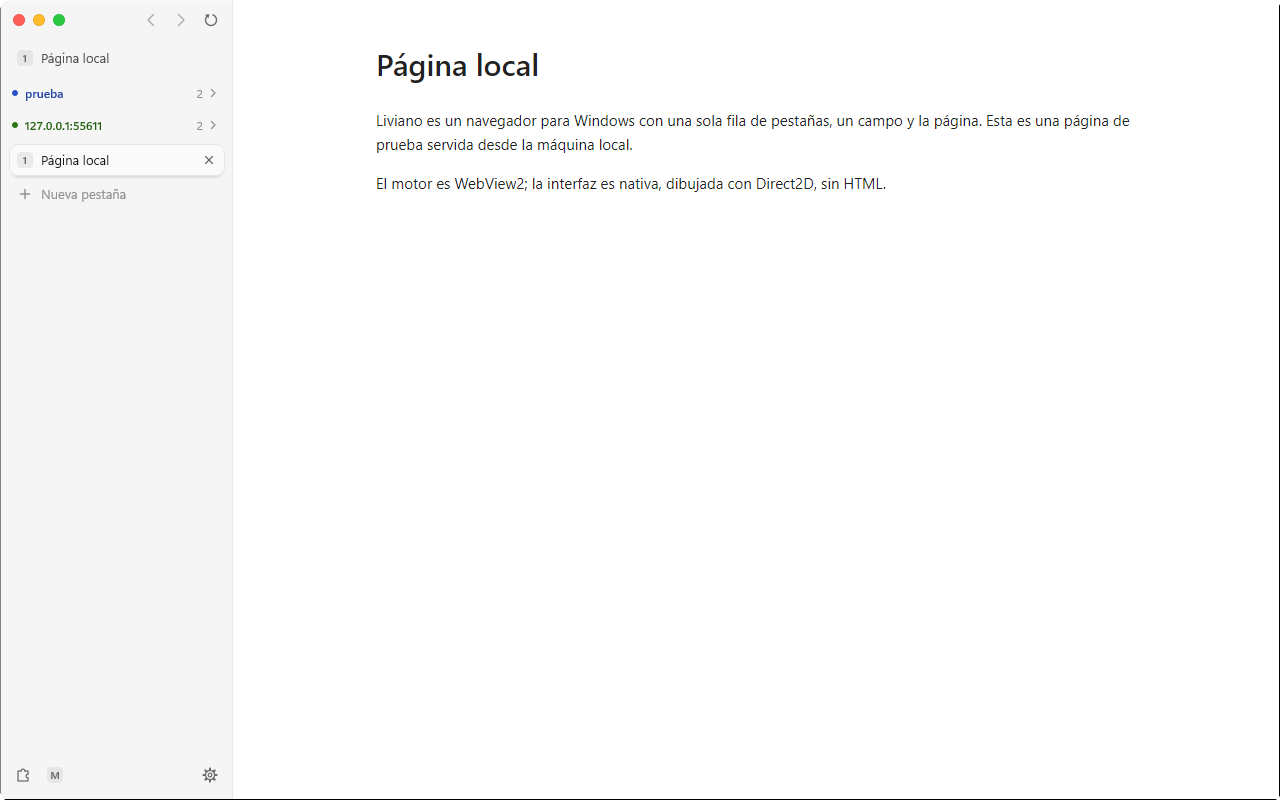 1 Página local
prueba 2
127.0.0.1:55611 2
1 Página local
Nueva pestaña
M
Página local
Liviano es un navegador para Windows con una sola fila de pestañas, un campo y la página. Esta es una página de
prueba servida desde la máquina local.
El motor es WebView2; la interfaz es nativa, dibujada con Direct2D, sin HTML.